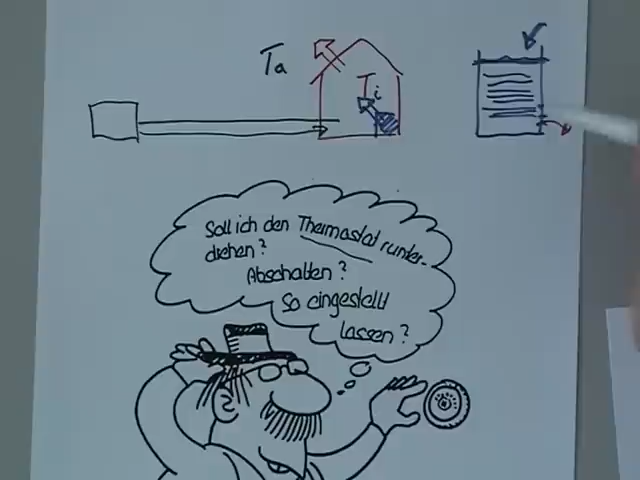 Ta
Ti
Soll ich den Thermostat runter-
drehen?
Abschalten?
So eingestellt
lassen?